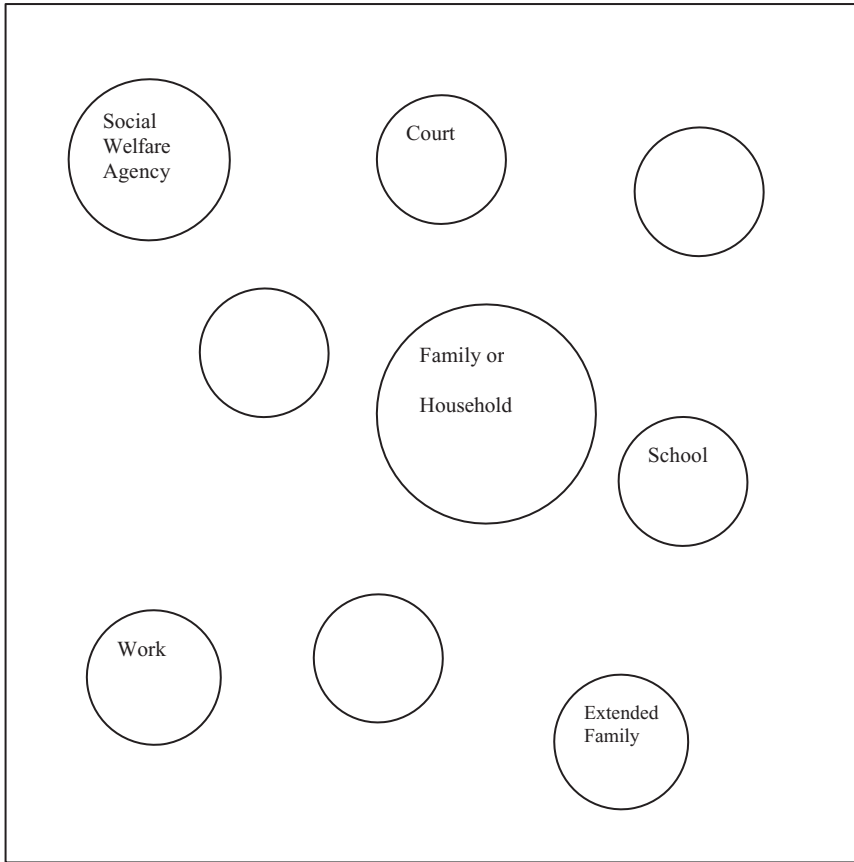 Social
Welfare
Agency
Court
Family or
Household
School
Work
Extended
Family